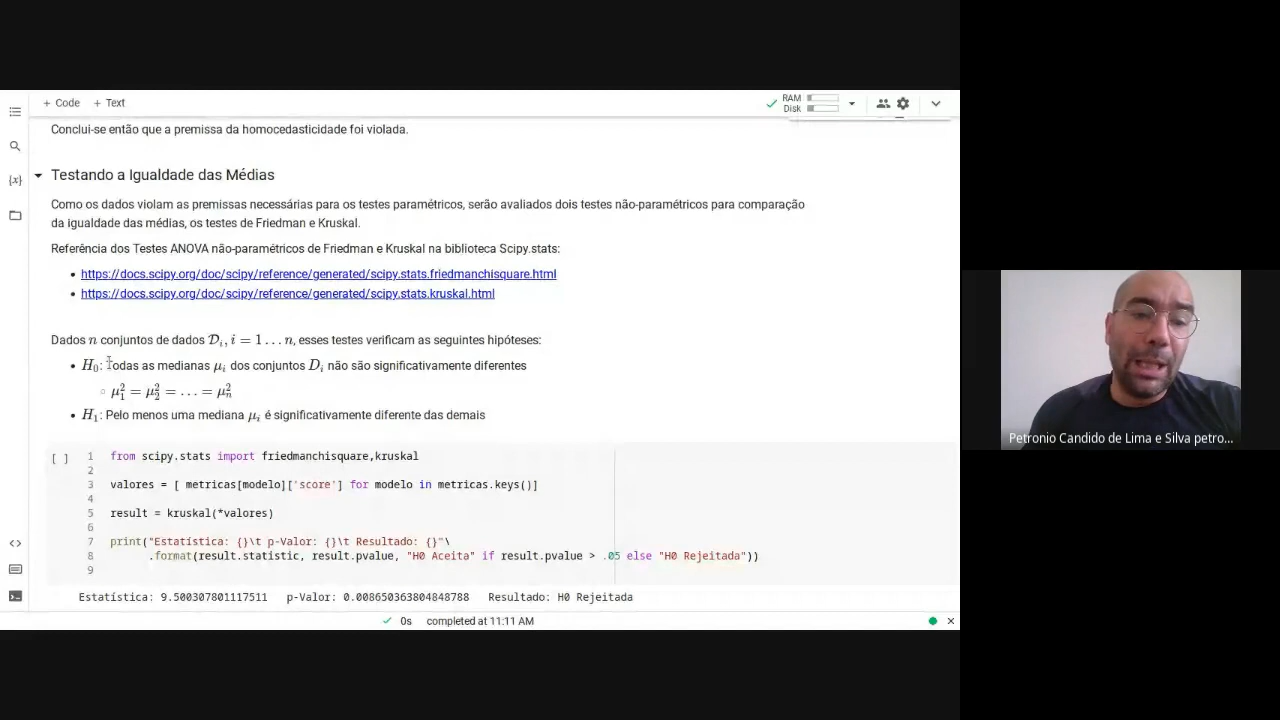 + Code + Text
RAM
Disk
Conclui-se então que a premissa da homocedasticidade foi violada.
Testando a Igualdade das Médias
Como os dados violam as premissas necessárias para os testes paramétricos, serão avaliados dois testes não-paramétricos para comparação
da igualdade das médias, os testes de Friedman e Kruskal.
Referência dos Testes ANOVA não-paramétricos de Friedman e Kruskal na biblioteca Scipy.stats:
• https://docs.scipy.org/doc/scipy/reference/generated/scipy.stats.friedmanchisquare.html
• https://docs.scipy.org/doc/scipy/reference/generated/scipy.stats.kruskal.html
Dados n conjuntos de dados 𝒟ᵢ, i = 1 … n, esses testes verificam as seguintes hipóteses:
• H₀: Todas as medianas μᵢ dos conjuntos Dᵢ não são significativamente diferentes
○ μ₁² = μ₂² = … = μₙ²
• H₁: Pelo menos uma mediana μᵢ é significativamente diferente das demais
[ ] 1 from scipy.stats import friedmanchisquare,kruskal
2
3 valores = [ metricas[modelo]['score'] for modelo in metricas.keys()]
4
5 result = kruskal(*valores)
6
7 print("Estatística: {}\t p-Valor: {}\t Resultado: {}"\
8 .format(result.statistic, result.pvalue, "H0 Aceita" if result.pvalue > .05 else "H0 Rejeitada"))
9
Estatística: 9.500307801117511 p-Valor: 0.008650363804848788 Resultado: H0 Rejeitada
0s completed at 11:11 AM
Petronio Candido de Lima e Silva petro...